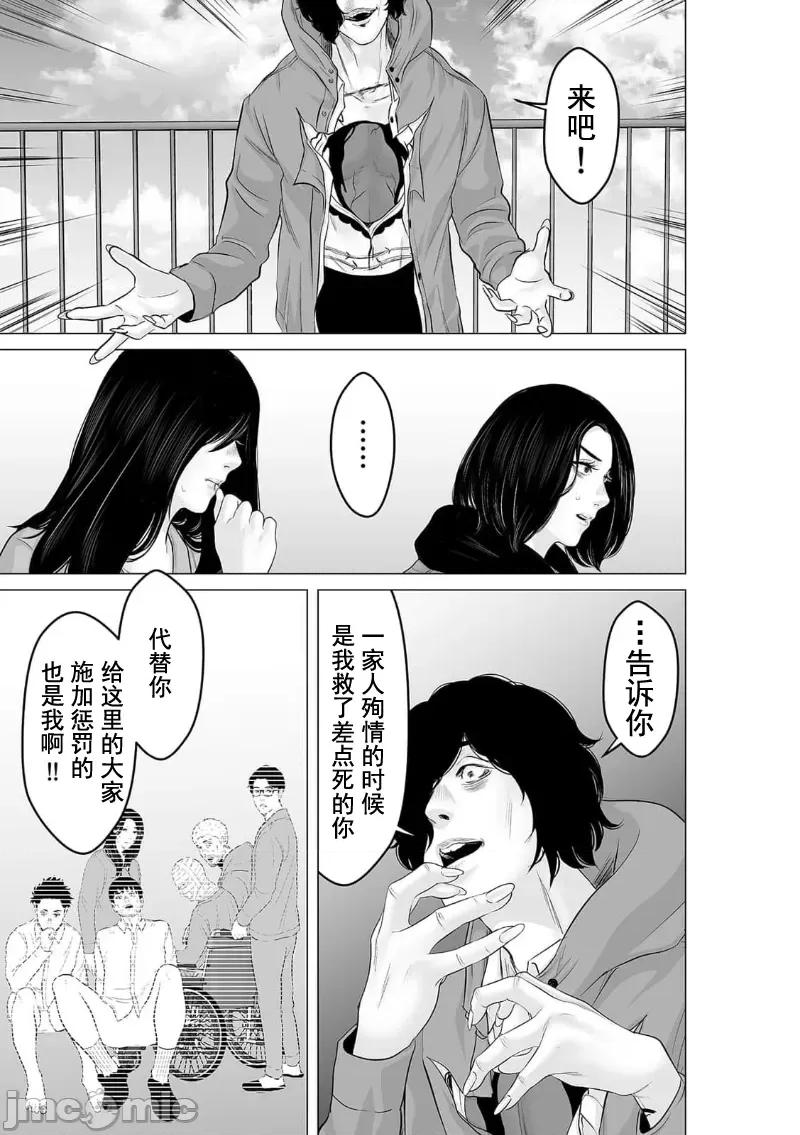 来吧！
……
…告诉你
一家人殉情的时候
是我救了差点死的你
代替你
给这里的大家
施加惩罚的
也是我啊!!
jmcomic